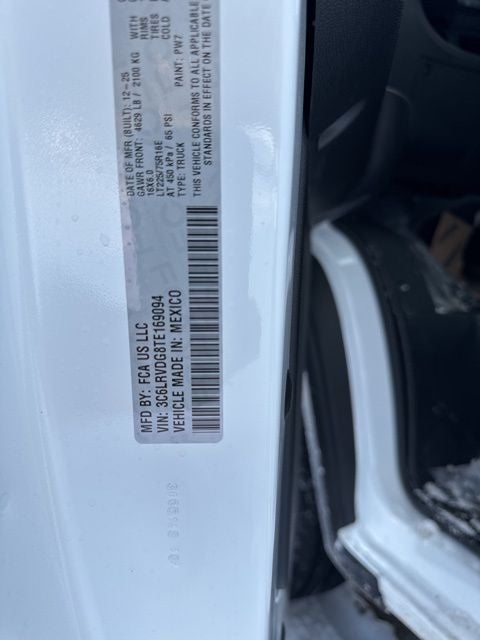 MFD BY: FCA US LLC
DATE OF MFR (BUILT): 12-25
GAWR FRONT: 4629 LB / 2100 KG
WITH
16X6.0
RIMS
LT225/75R16E
TIRES
AT 450 kPa / 65 PSI
COLD
VIN: 3C6LRVDG8TE169094
TYPE: TRUCK
PAINT: PW7
VEHICLE MADE IN: MEXICO
THIS VEHICLE CONFORMS TO ALL APPLICABLE
STANDARDS IN EFFECT ON THE DATE